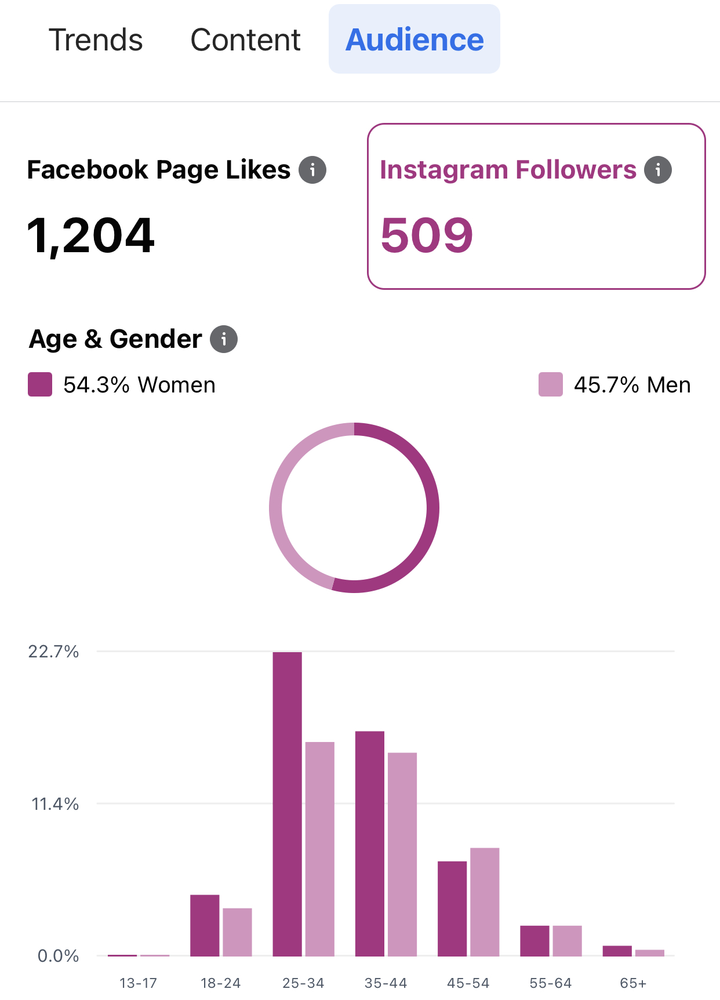 Trends Content Audience
Facebook Page Likes
1,204
Instagram Followers
509
Age & Gender
54.3% Women
45.7% Men
22.7%
11.4%
0.0%
13-17 18-24 25-34 35-44 45-54 55-64 65+